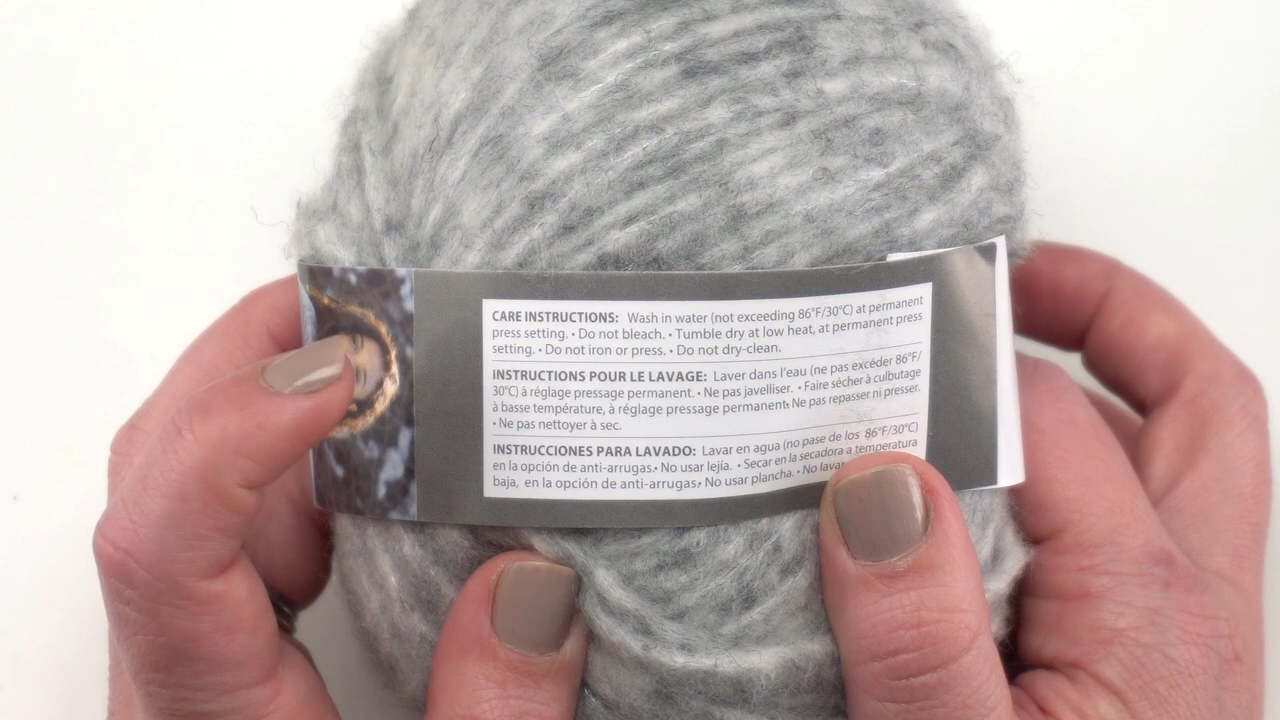 CARE INSTRUCTIONS: Wash in water (not exceeding 86°F/30°C) at permanent
press setting. • Do not bleach. • Tumble dry at low heat, at permanent press
setting. • Do not iron or press. • Do not dry-clean.
INSTRUCTIONS POUR LE LAVAGE: Laver dans l'eau (ne pas excéder 86°F/
30°C) à réglage pressage permanent. • Ne pas javelliser. • Faire sécher à culbutage
à basse température, à réglage pressage permanent• Ne pas repasser ni presser.
• Ne pas nettoyer à sec.
INSTRUCCIONES PARA LAVADO: Lavar en agua (no pase de los 86°F/30°C)
en la opción de anti-arrugas.• No usar lejía. • Secar en la secadora a temperatura
baja, en la opción de anti-arrugas.• No usar plancha. • No lavar